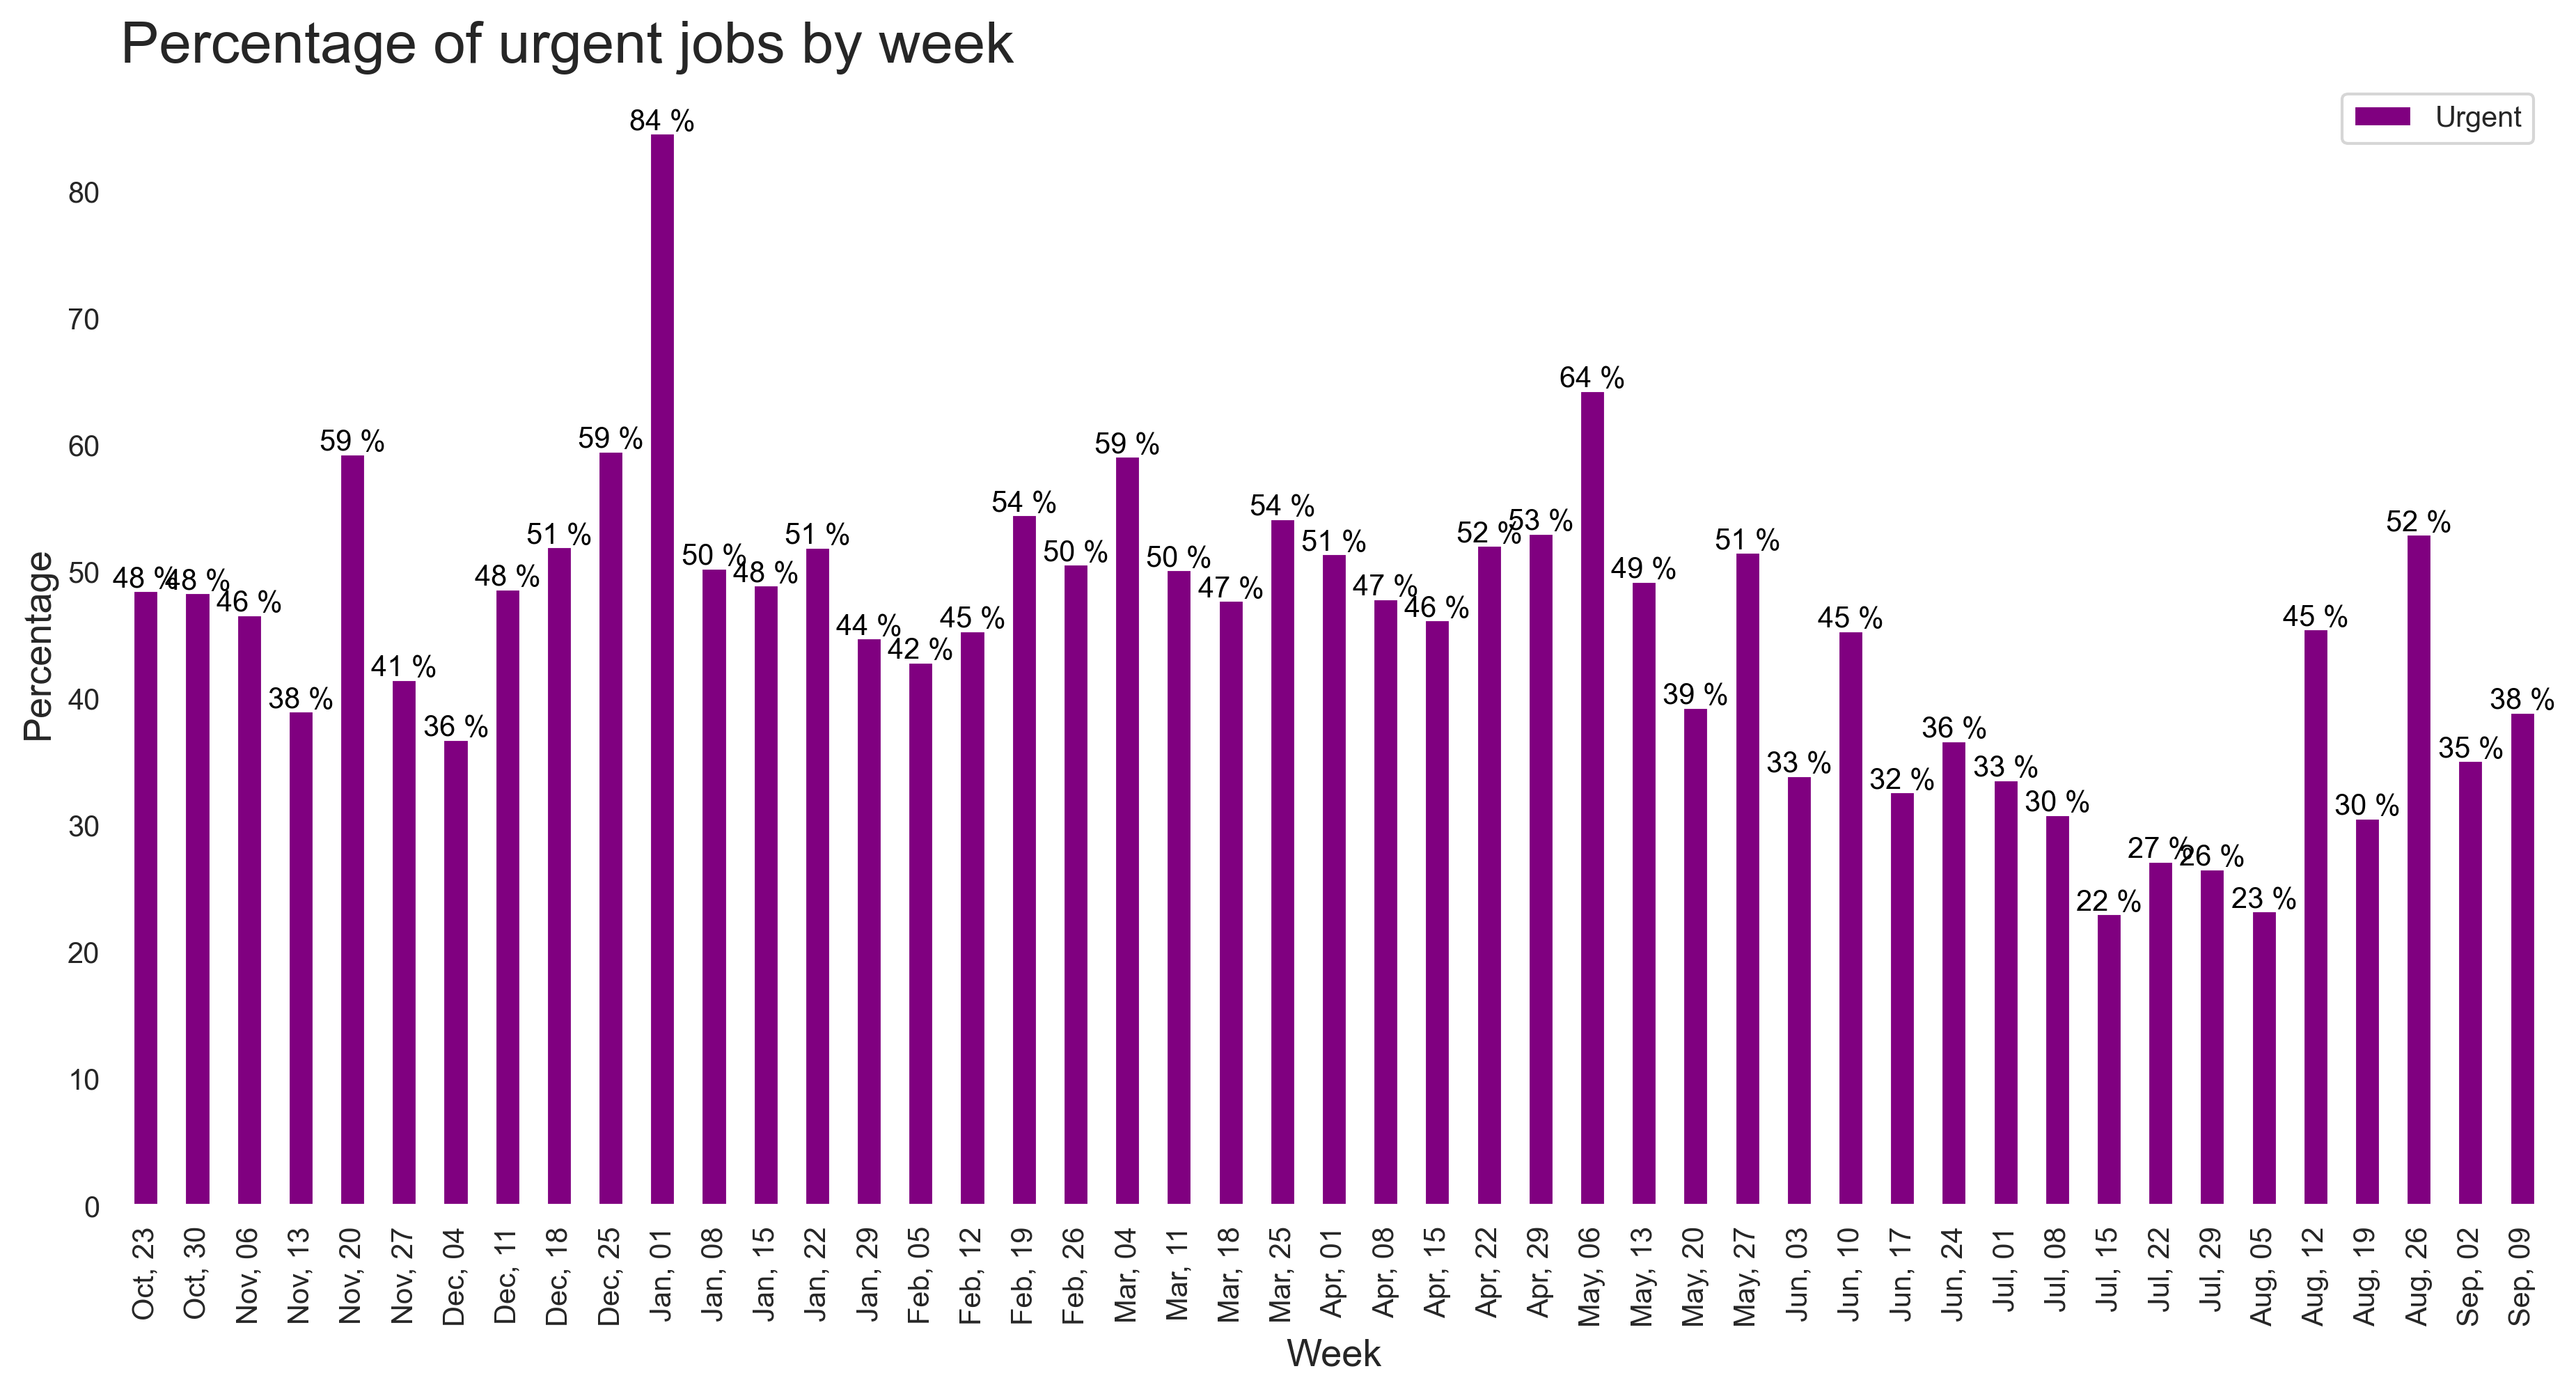 Percentage of urgent jobs by week
Urgent
Percentage
80
70
60
50
40
30
20
10
0
48 %
48 %
46 %
38 %
59 %
41 %
36 %
48 %
51 %
59 %
84 %
50 %
48 %
51 %
44 %
42 %
45 %
54 %
50 %
59 %
50 %
47 %
54 %
51 %
47 %
46 %
52 %
53 %
64 %
49 %
39 %
51 %
33 %
45 %
32 %
36 %
33 %
30 %
22 %
27 %
26 %
23 %
45 %
30 %
52 %
35 %
38 %
Oct, 23
Oct, 30
Nov, 06
Nov, 13
Nov, 20
Nov, 27
Dec, 04
Dec, 11
Dec, 18
Dec, 25
Jan, 01
Jan, 08
Jan, 15
Jan, 22
Jan, 29
Feb, 05
Feb, 12
Feb, 19
Feb, 26
Mar, 04
Mar, 11
Mar, 18
Mar, 25
Apr, 01
Apr, 08
Apr, 15
Apr, 22
Apr, 29
May, 06
May, 13
May, 20
May, 27
Jun, 03
Jun, 10
Jun, 17
Jun, 24
Jul, 01
Jul, 08
Jul, 15
Jul, 22
Jul, 29
Aug, 05
Aug, 12
Aug, 19
Aug, 26
Sep, 02
Sep, 09
Week